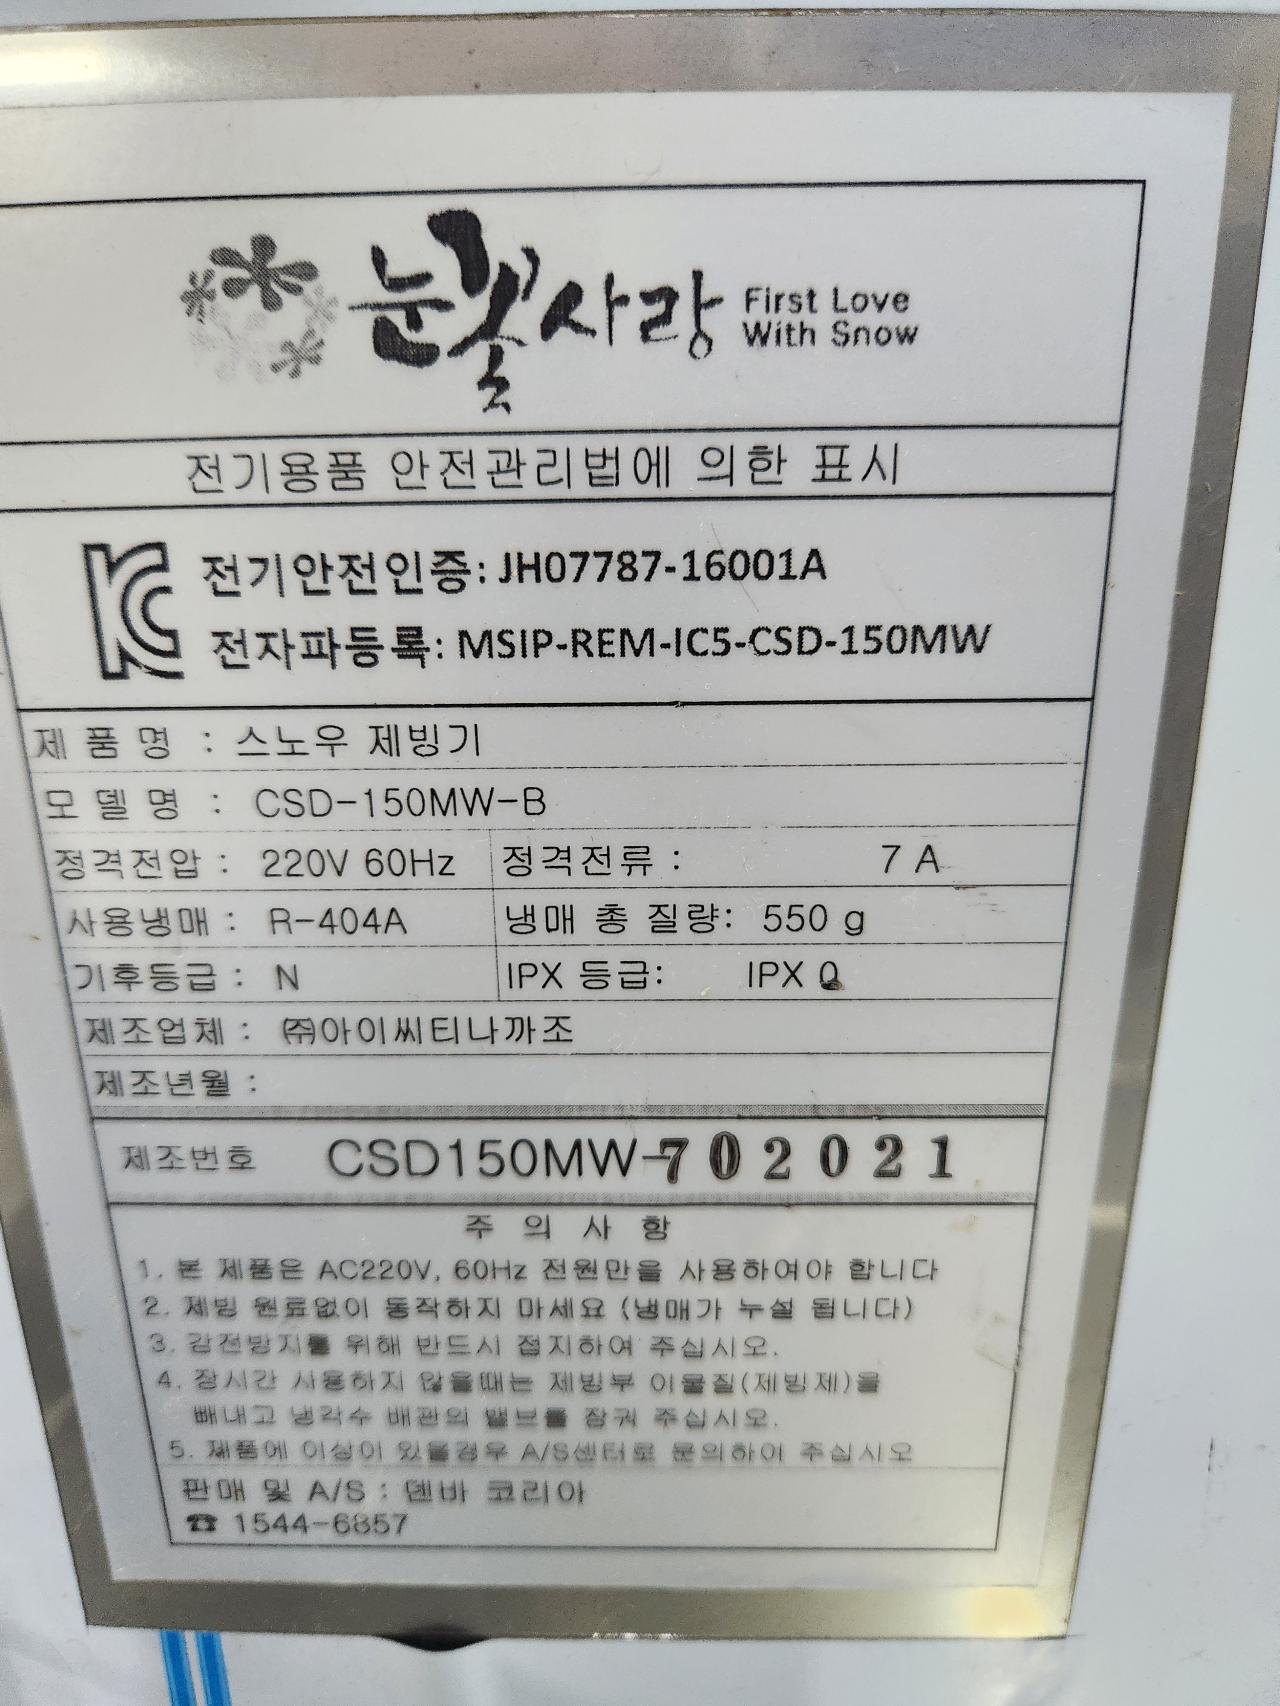 눈꽃사랑 First Love
With Snow
전기용품 안전관리법에 의한 표시
전기안전인증: JH07787-16001A
전자파등록: MSIP-REM-IC5-CSD-150MW
제 품 명 : 스노우 제빙기
모 델 명 : CSD-150MW-B
정격전압 : 220V 60Hz 정격전류 : 7 A
사용냉매 : R-404A 냉매 총 질량: 550 g
기후등급 : N IPX 등급: IPX 0
제조업체 : ㈜아이씨티나까조
제조년월 :
제조번호 CSD150MW-702021
주 의 사 항
1. 본 제품은 AC220V, 60Hz 전원만을 사용하여야 합니다
2. 제빙 원료없이 동작하지 마세요 (냉매가 누설 됩니다)
3. 감전방지를 위해 반드시 접지하여 주십시오.
4. 장시간 사용하지 않을때는 제빙부 이물질(제빙제)을
빼내고 냉각수 배관의 밸브를 잠궈 주십시오.
5. 제품에 이상이 있을경우 A/S센터로 문의하여 주십시오
판매 및 A/S : 덴바 코리아
☎ 1544-6857